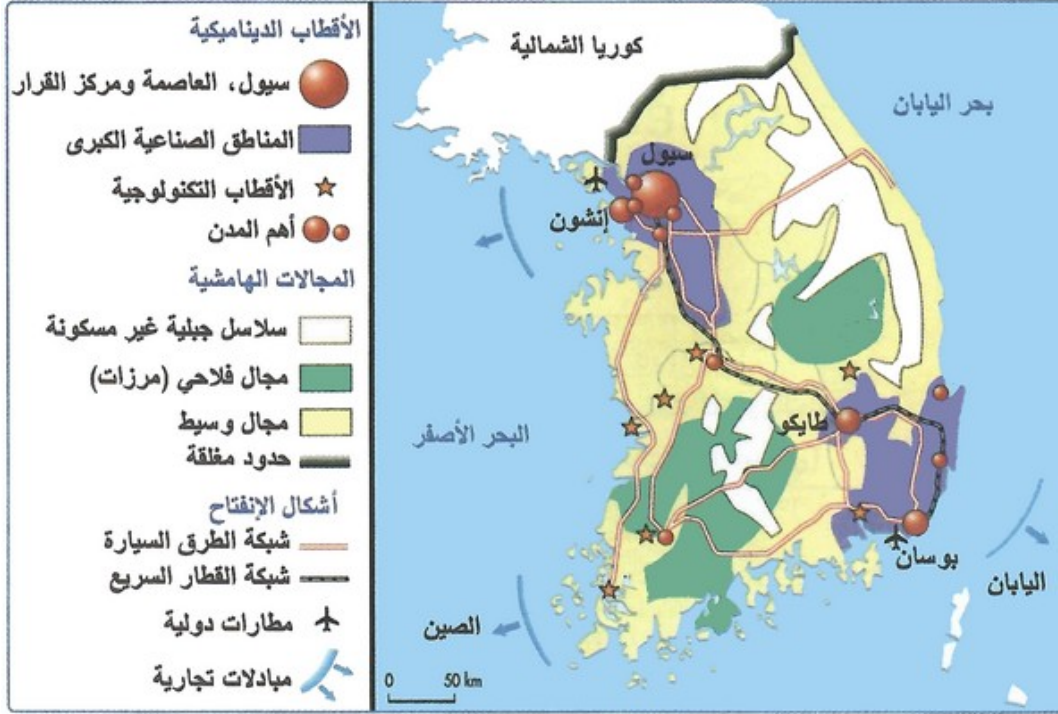 الأقطاب الديناميكية
سيول، العاصمة ومركز القرار
المناطق الصناعية الكبرى
الأقطاب التكنولوجية
أهم المدن
المجالات الهامشية
سلاسل جبلية غير مسكونة
مجال فلاحي (مرزات)
مجال وسيط
حدود مغلقة
أشكال الإنفتاح
شبكة الطرق السيارة
شبكة القطار السريع
مطارات دولية
مبادلات تجارية
كوريا الشمالية
بحر اليابان
سيول
إنشون
طايكو
البحر الأصفر
بوسان
اليابان
الصين
0 50 km